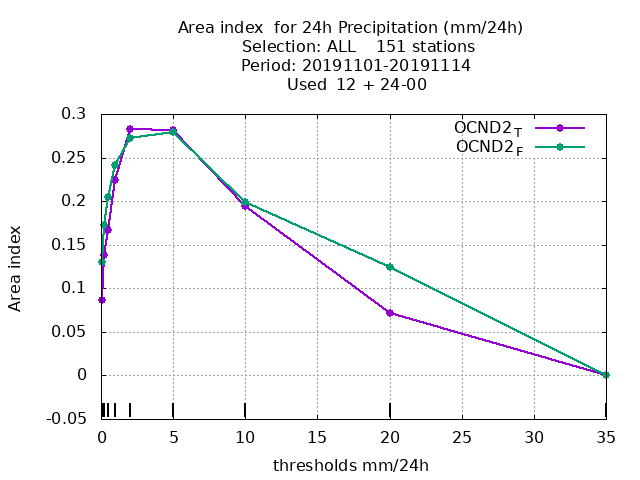 Area index  for 24h Precipitation (mm/24h)
Selection: ALL    151 stations
Period: 20191101-20191114
Used  12 + 24-00
OCND2T
OCND2F
0.3
0.25
0.2
0.15
0.1
0.05
0
-0.05
Area index
0 5 10 15 20 25 30 35
thresholds mm/24h